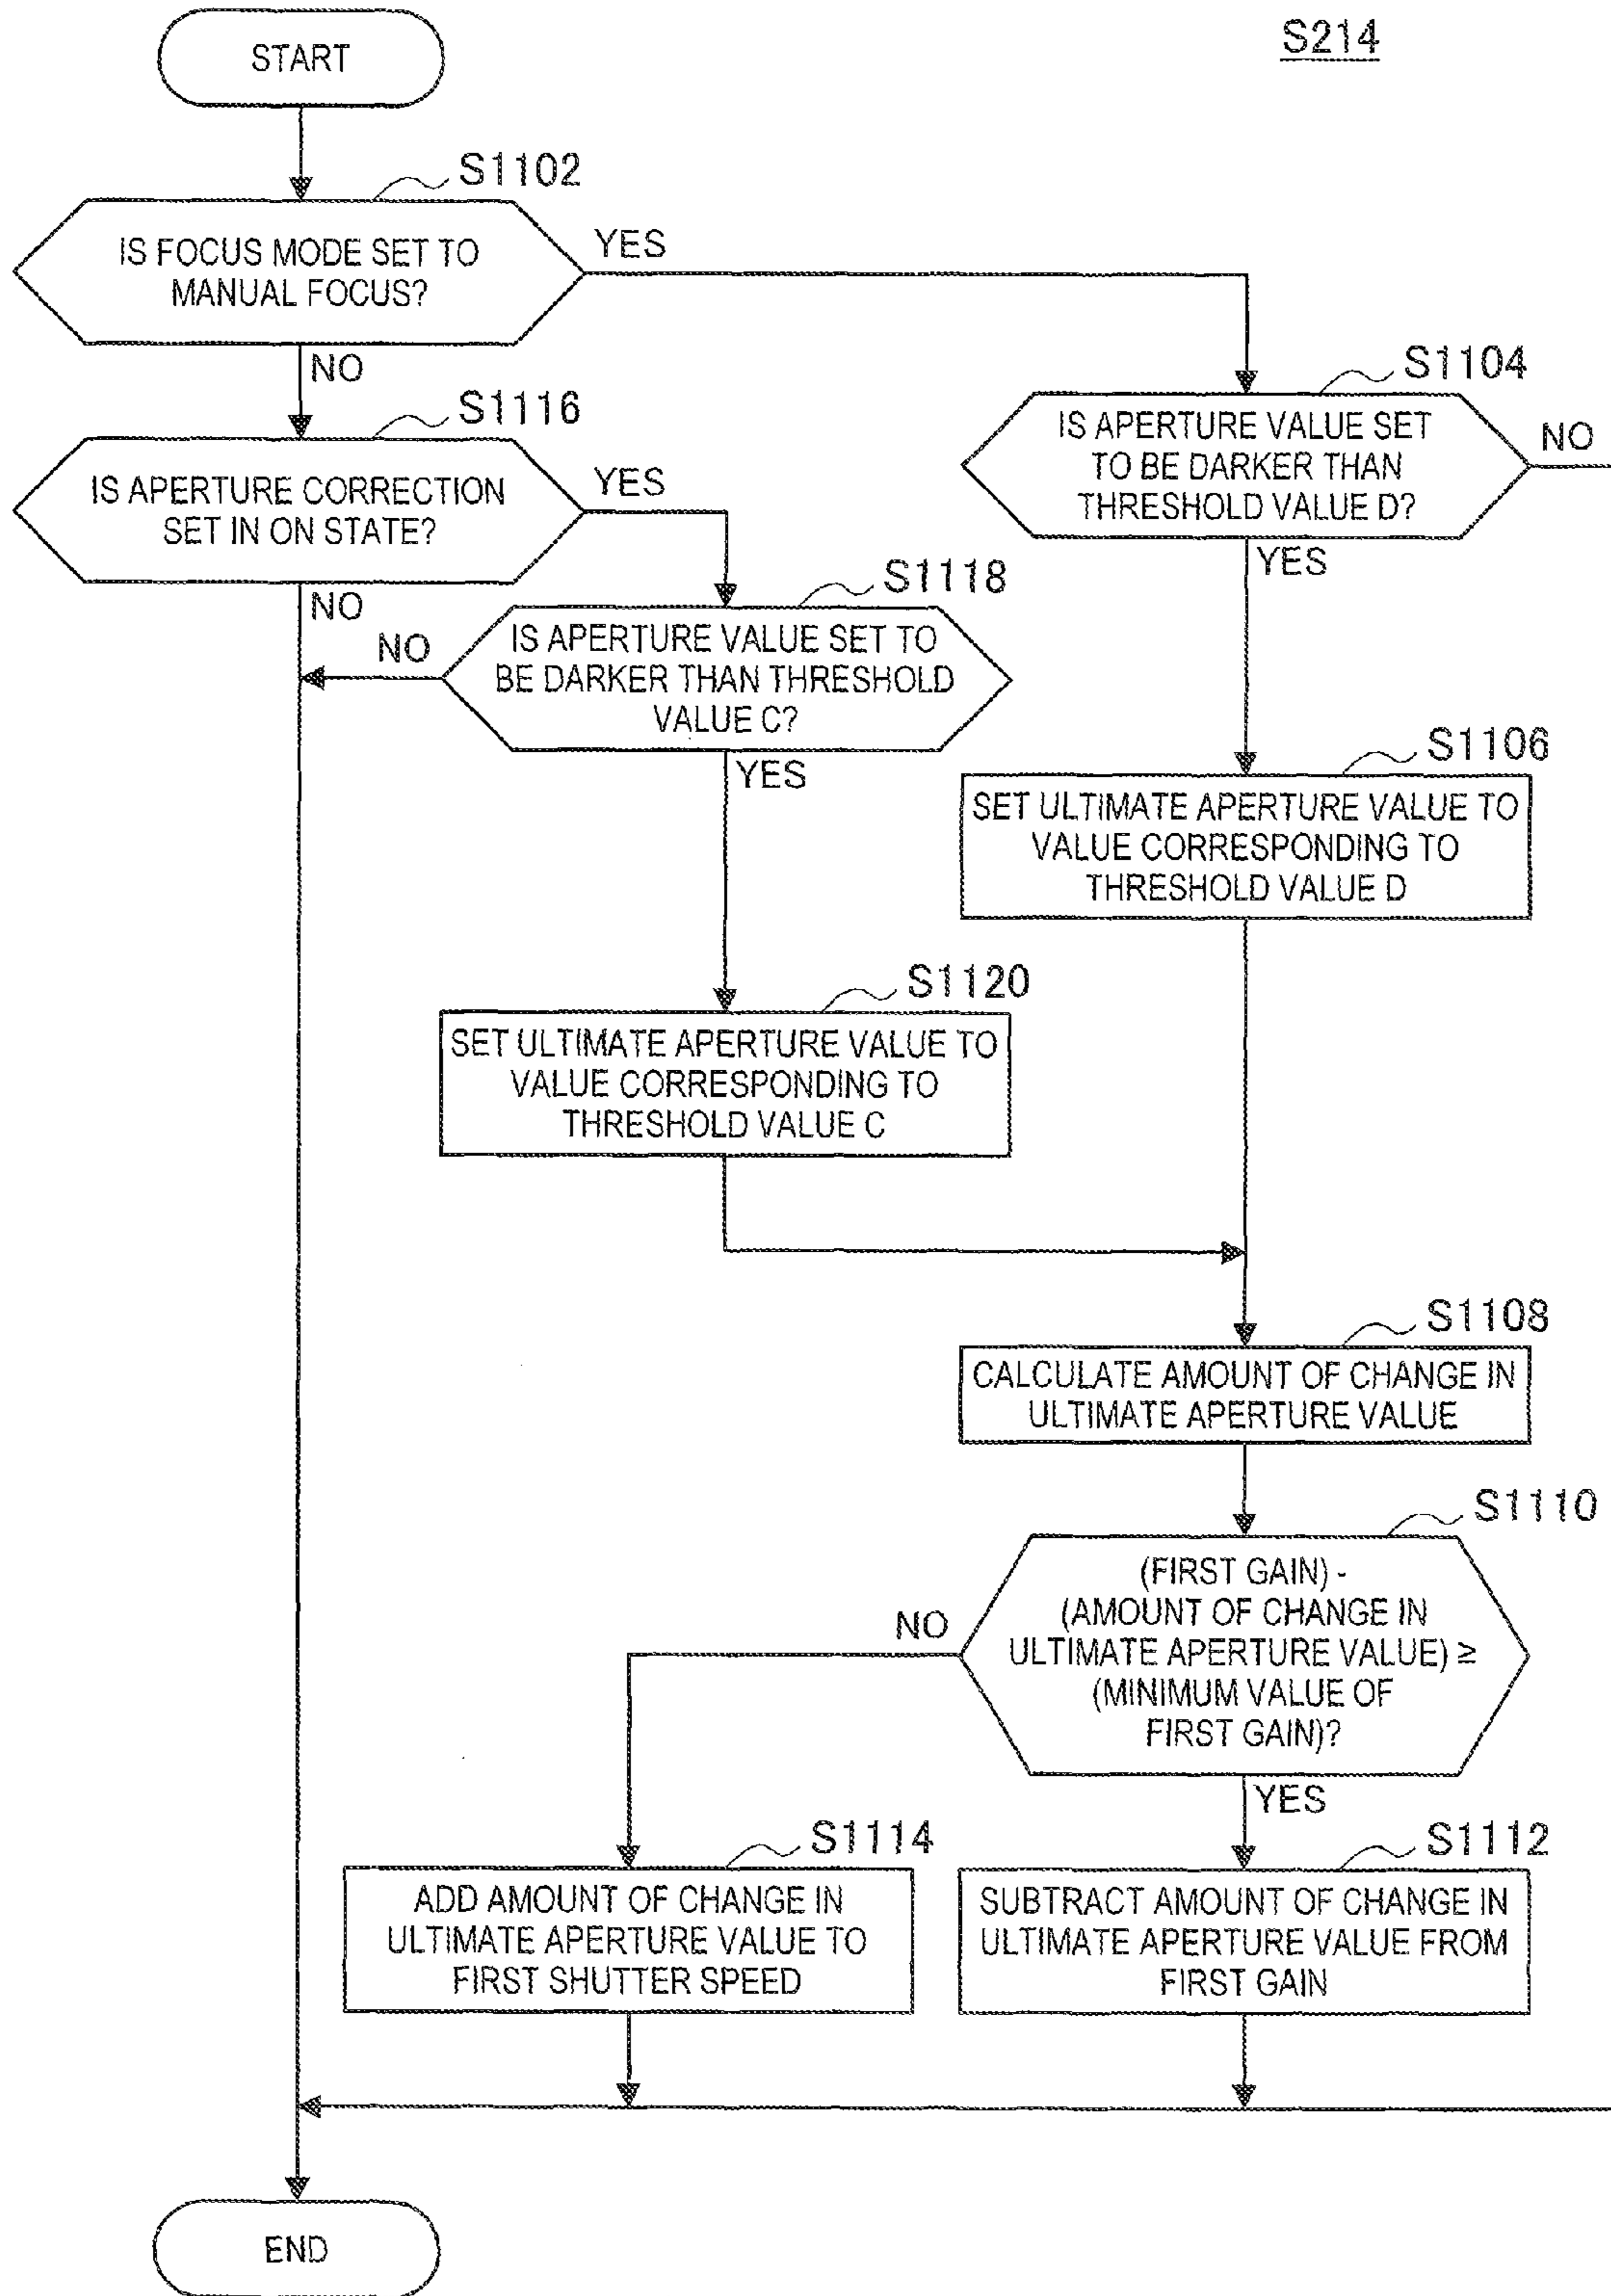 S214
START
S1102
IS FOCUS MODE SET TO
MANUAL FOCUS?
YES
NO
S1104
IS APERTURE VALUE SET
TO BE DARKER THAN
THRESHOLD VALUE D?
NO
YES
S1116
IS APERTURE CORRECTION
SET IN ON STATE?
YES
NO
S1118
IS APERTURE VALUE SET TO
BE DARKER THAN THRESHOLD
VALUE C?
NO
YES
S1106
SET ULTIMATE APERTURE VALUE TO
VALUE CORRESPONDING TO
THRESHOLD VALUE D
S1120
SET ULTIMATE APERTURE VALUE TO
VALUE CORRESPONDING TO
THRESHOLD VALUE C
S1108
CALCULATE AMOUNT OF CHANGE IN
ULTIMATE APERTURE VALUE
S1110
(FIRST GAIN) -
(AMOUNT OF CHANGE IN
ULTIMATE APERTURE VALUE) ≥
(MINIMUM VALUE OF
FIRST GAIN)?
NO
YES
S1114
ADD AMOUNT OF CHANGE IN
ULTIMATE APERTURE VALUE TO
FIRST SHUTTER SPEED
S1112
SUBTRACT AMOUNT OF CHANGE IN
ULTIMATE APERTURE VALUE FROM
FIRST GAIN
END